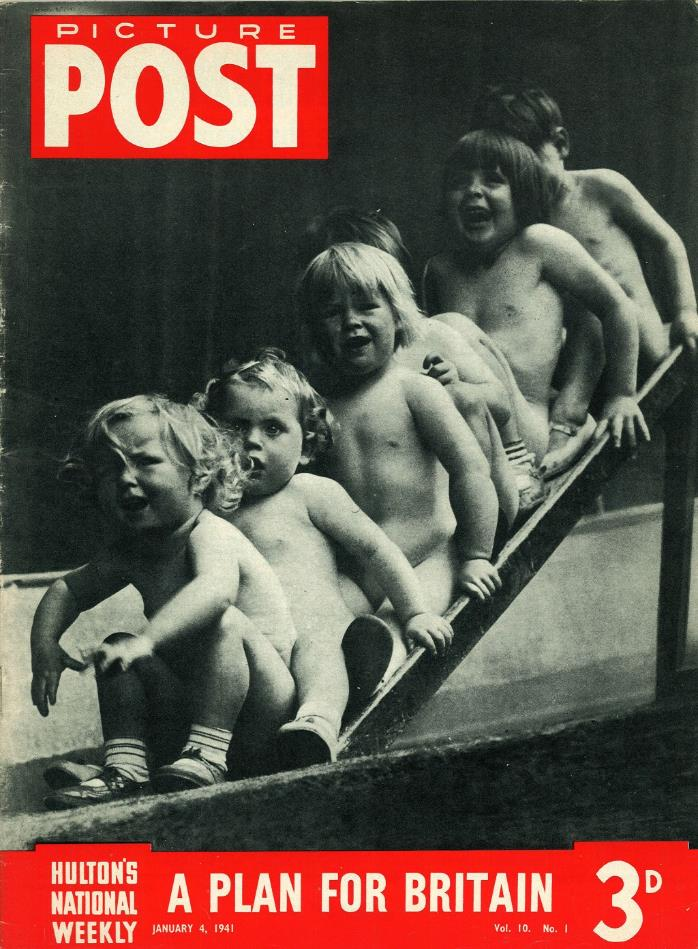 PICTURE
POST
HULTON'S
NATIONAL
WEEKLY
A PLAN FOR BRITAIN
JANUARY 4, 1941
Vol. 10. No. 1
3D